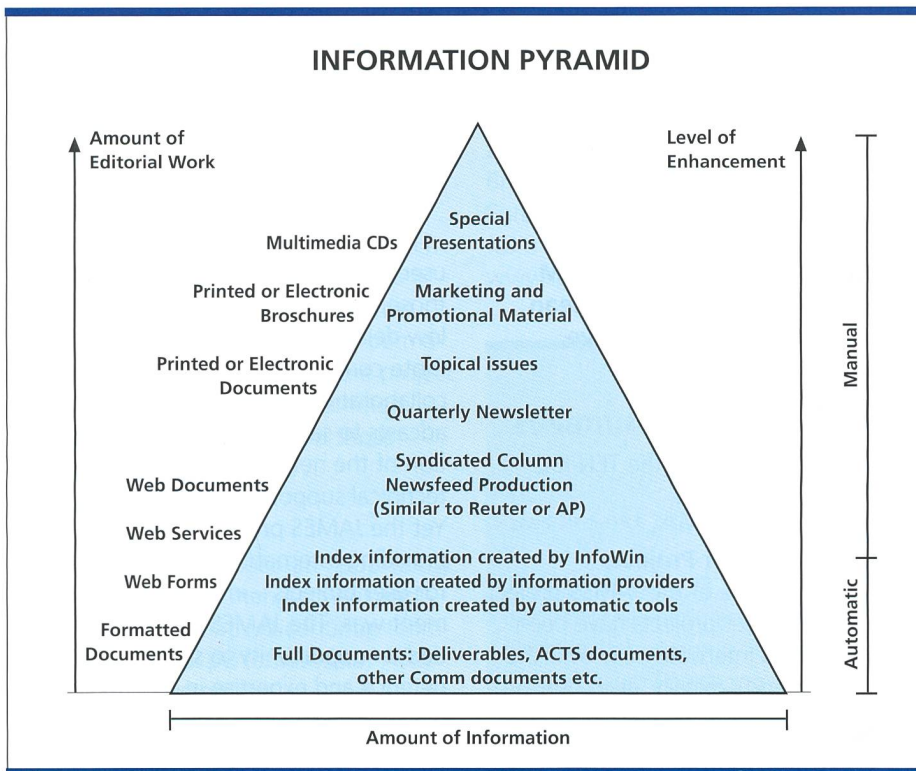 INFORMATION PYRAMID
Amount of
Editorial Work
Level of
Enhancement
Special
Presentations
Multimedia CDs
Printed or Electronic
Broschures
Marketing and
Promotional Material
Printed or Electronic
Documents
Topical issues
Quarterly Newsletter
Syndicated Column
Newsfeed Production
(Similar to Reuter or AP)
Web Documents
Web Services
Index information created by InfoWin
Index information created by information providers
Index information created by automatic tools
Web Forms
Formatted
Documents
Full Documents: Deliverables, ACTS documents,
other Comm documents etc.
Manual
Automatic
Amount of Information